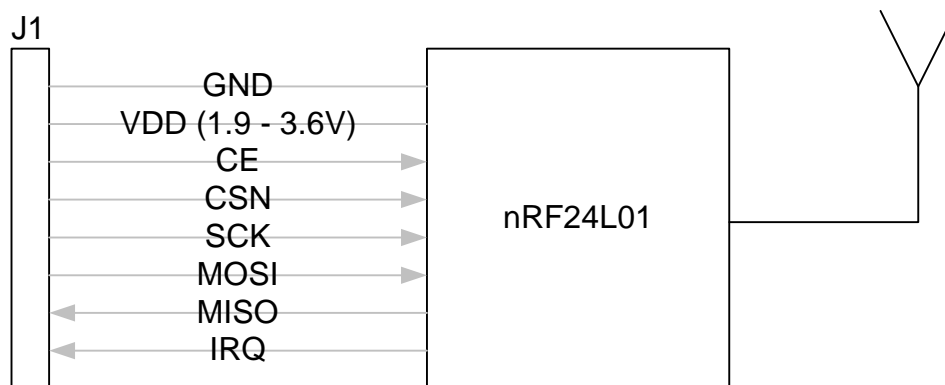 J1
GND
VDD (1.9 - 3.6V)
CE
CSN
SCK
MOSI
MISO
IRQ
nRF24L01